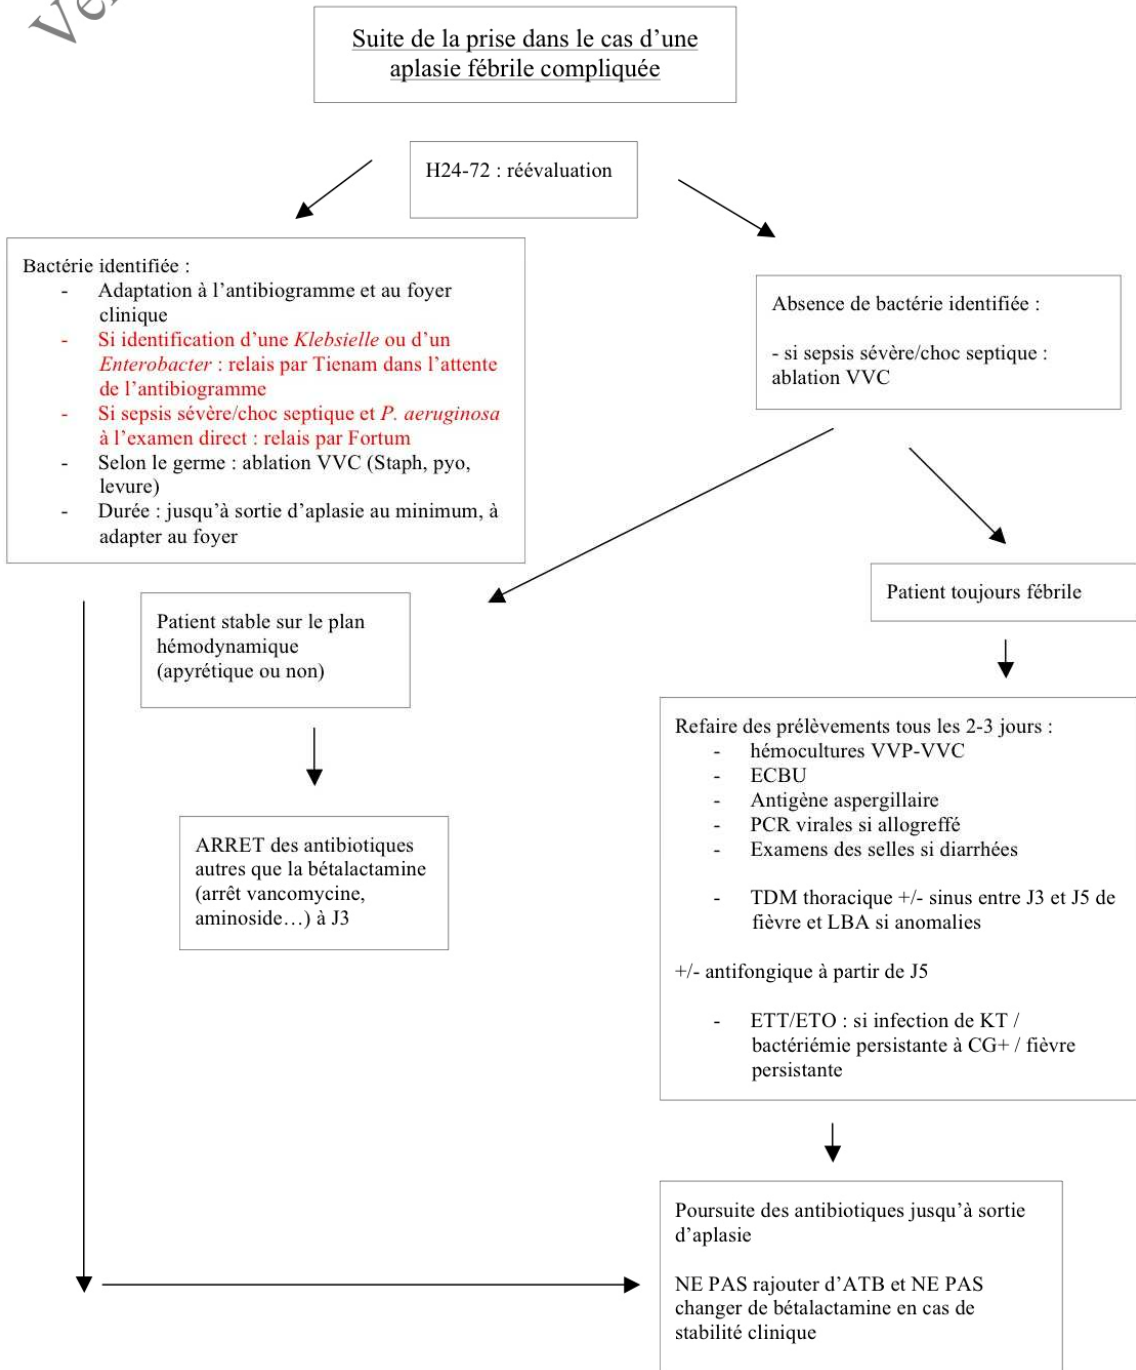 Suite de la prise dans le cas d’une
aplasie fébrile compliquée
H24-72 : réévaluation
Bactérie identifiée :
- Adaptation à l’antibiogramme et au foyer
clinique
- Si identification d’une Klebsielle ou d’un
Enterobacter : relais par Tienam dans l’attente
de l’antibiogramme
- Si sepsis sévère/choc septique et P. aeruginosa
à l’examen direct : relais par Fortum
- Selon le germe : ablation VVC (Staph, pyo,
levure)
- Durée : jusqu’à sortie d’aplasie au minimum, à
adapter au foyer
Absence de bactérie identifiée :
- si sepsis sévère/choc septique :
ablation VVC
Patient stable sur le plan
hémodynamique
(apyrétique ou non)
Patient toujours fébrile
ARRET des antibiotiques
autres que la bétalactamine
(arrêt vancomycine,
aminoside…) à J3
Refaire des prélèvements tous les 2-3 jours :
- hémocultures VVP-VVC
- ECBU
- Antigène aspergillaire
- PCR virales si allogreffé
- Examens des selles si diarrhées
- TDM thoracique +/- sinus entre J3 et J5 de
fièvre et LBA si anomalies
+/- antifongique à partir de J5
- ETT/ETO : si infection de KT /
bactériémie persistante à CG+ / fièvre
persistante
Poursuite des antibiotiques jusqu’à sortie
d’aplasie
NE PAS rajouter d’ATB et NE PAS
changer de bétalactamine en cas de
stabilité clinique